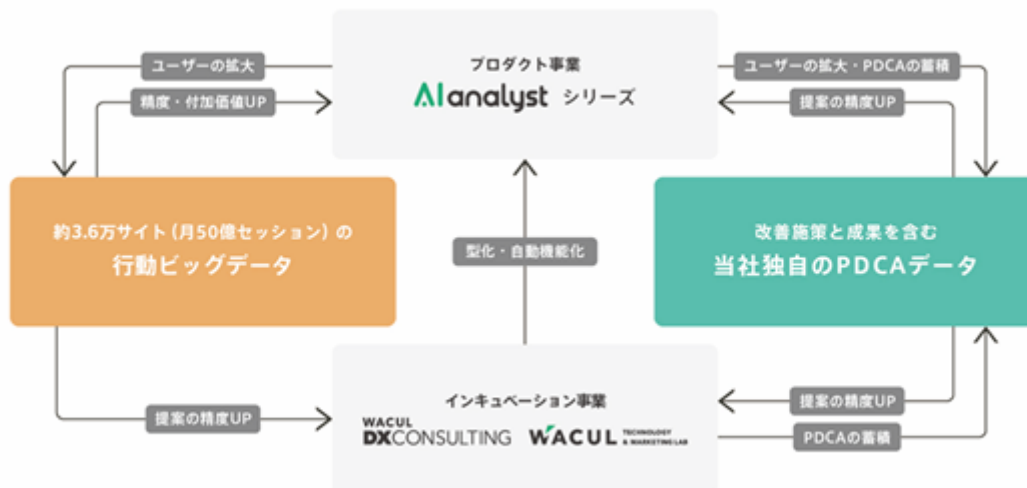 プロダクト事業
AI analyst シリーズ
ユーザーの拡大
精度・付加価値UP
ユーザーの拡大・PDCAの蓄積
提案の精度UP
約3.6万サイト(月50億セッション)の
行動ビッグデータ
型化・自動機能化
改善施策と成果を含む
当社独自のPDCAデータ
インキュベーション事業
WACUL
DXCONSULTING
WACUL TECHNOLOGY
& MARKETING LAB
提案の精度UP
提案の精度UP
PDCAの蓄積